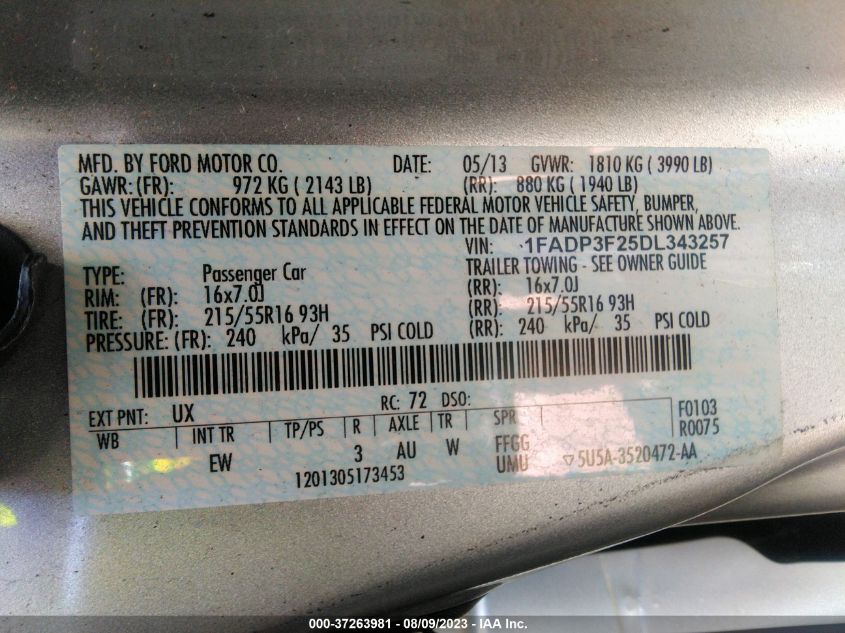 MFD. BY FORD MOTOR CO. DATE: 05/13 GVWR: 1810 KG ( 3990 LB)
GAWR: (FR): 972 KG ( 2143 LB) (RR): 880 KG ( 1940 LB)
THIS VEHICLE CONFORMS TO ALL APPLICABLE FEDERAL MOTOR VEHICLE SAFETY, BUMPER,
AND THEFT PREVENTION STANDARDS IN EFFECT ON THE DATE OF MANUFACTURE SHOWN ABOVE.
VIN: 1FADP3F25DL343257
TYPE: Passenger Car TRAILER TOWING - SEE OWNER GUIDE
RIM: (FR): 16x7.0J (RR): 16x7.0J
TIRE: (FR): 215/55R16 93H (RR): 215/55R16 93H
PRESSURE: (FR): 240 kPa/ 35 PSI COLD (RR): 240 kPa/ 35 PSI COLD
EXT PNT: UX RC: 72 DSO: F0103
WB INT TR TP/PS R AXLE TR SPR R0075
EW 3 AU W FFGG
UMU ▽5U5A-3520472-AA
1201305173453
000-37263981 - 08/09/2023 - IAA Inc.